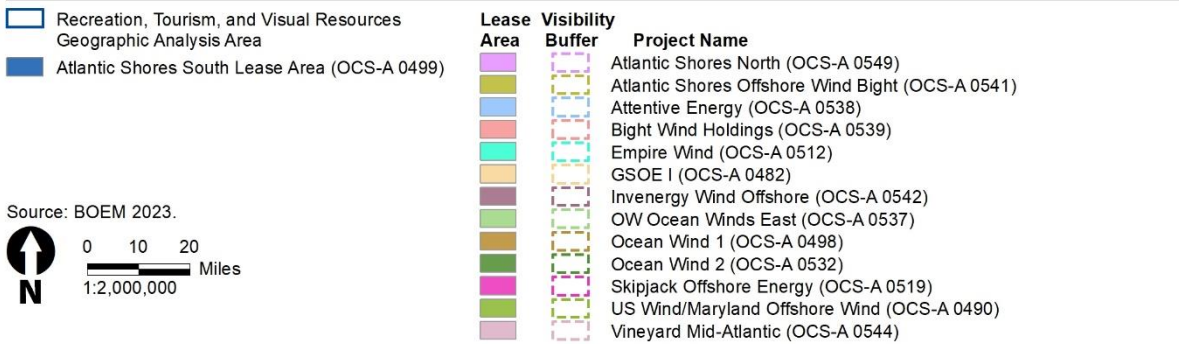 Recreation, Tourism, and Visual Resources
Geographic Analysis Area
Atlantic Shores South Lease Area (OCS-A 0499)
Source: BOEM 2023.
0 10 20
Miles
1:2,000,000
N
Lease Visibility
Area Buffer Project Name
Atlantic Shores North (OCS-A 0549)
Atlantic Shores Offshore Wind Bight (OCS-A 0541)
Attentive Energy (OCS-A 0538)
Bight Wind Holdings (OCS-A 0539)
Empire Wind (OCS-A 0512)
GSOE I (OCS-A 0482)
Invenergy Wind Offshore (OCS-A 0542)
OW Ocean Winds East (OCS-A 0537)
Ocean Wind 1 (OCS-A 0498)
Ocean Wind 2 (OCS-A 0532)
Skipjack Offshore Energy (OCS-A 0519)
US Wind/Maryland Offshore Wind (OCS-A 0490)
Vineyard Mid-Atlantic (OCS-A 0544)